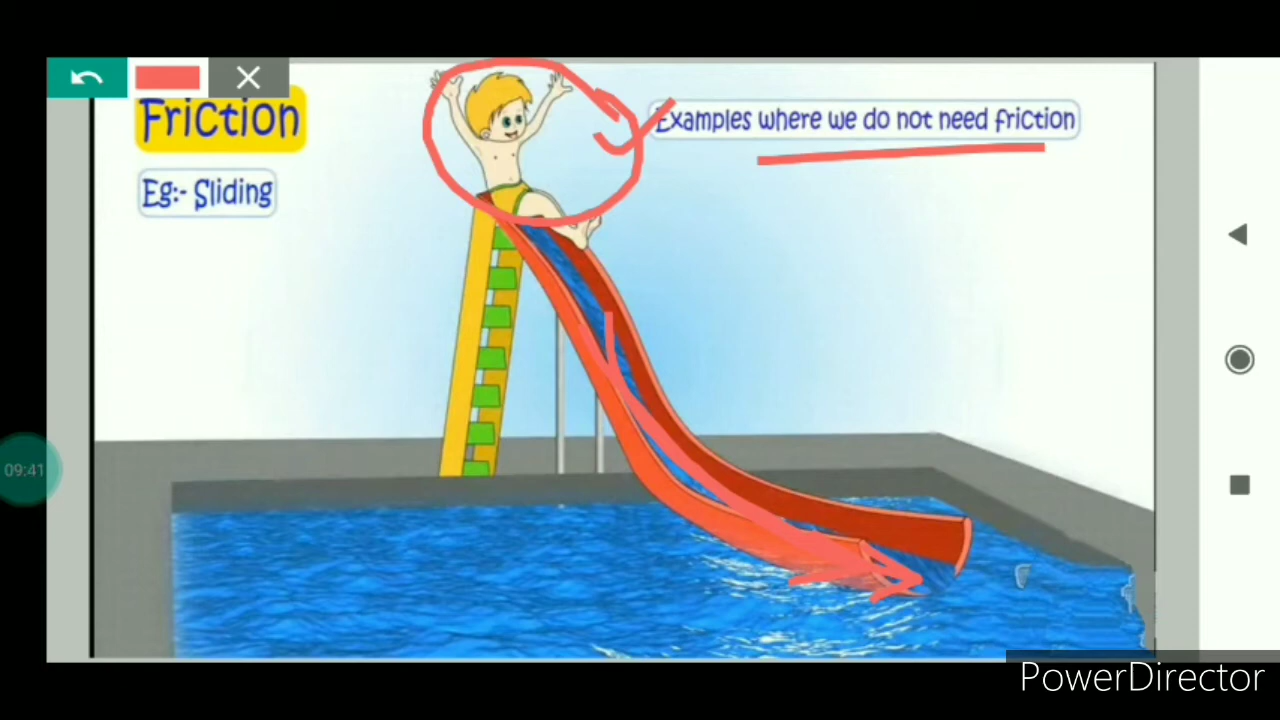 Friction
Examples where we do not need friction
Eg:- Sliding
09:41
PowerDirector